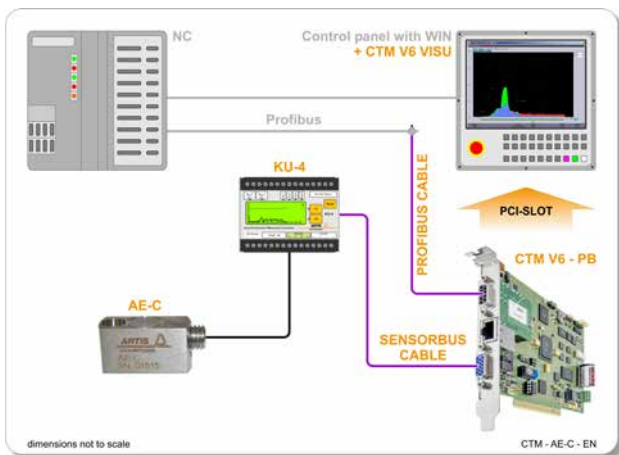 NC
Control panel with WIN
+ CTM V6 VISU
Profibus
KU-4
PROFIBUS CABLE
PCI-SLOT
CTM V6 - PB
AE-C
ARTIS
AE-C
SENSORBUS
CABLE
dimensions not to scale
CTM - AE-C - EN